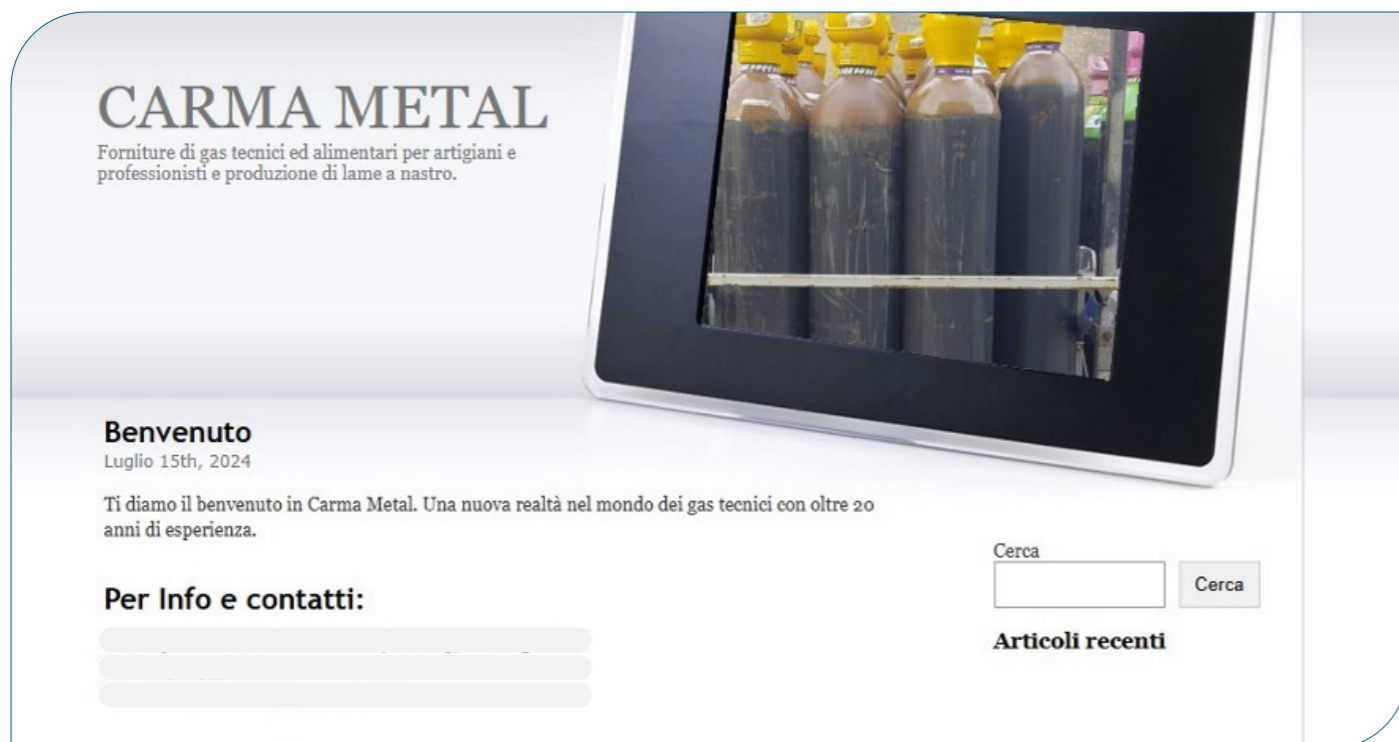 CARMA METAL
Forniture di gas tecnici ed alimentari per artigiani e
professionisti e produzione di lame a nastro.
Benvenuto
Luglio 15th, 2024
Ti diamo il benvenuto in Carma Metal. Una nuova realtà nel mondo dei gas tecnici con oltre 20
anni di esperienza.
Per Info e contatti:
Cerca
Cerca
Articoli recenti